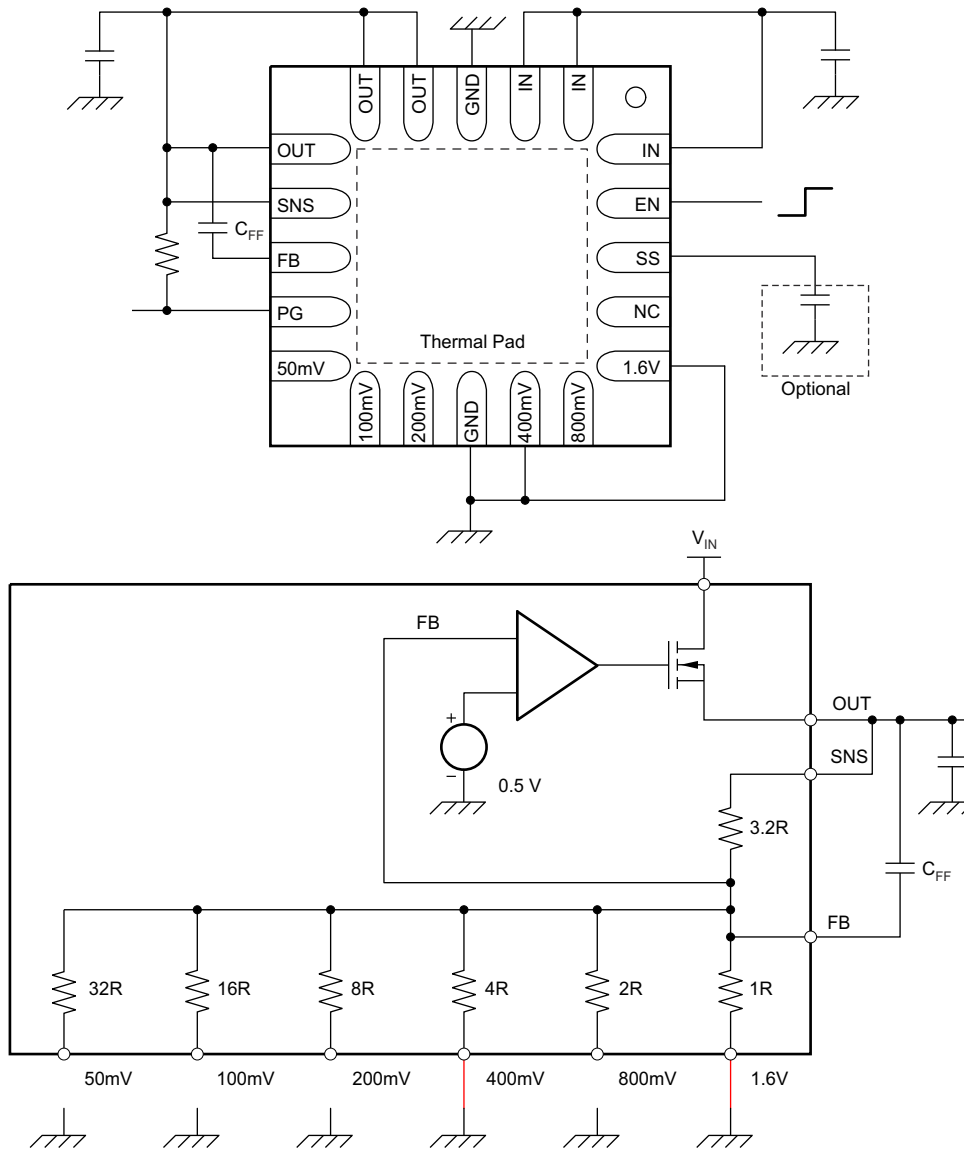 OUT
OUT
GND
IN
IN
OUT
SNS
C_FF
FB
PG
50mV
IN
EN
SS
NC
1.6V
Thermal Pad
Optional
100mV
200mV
GND
400mV
800mV
V_IN
FB
+
−
0.5 V
OUT
SNS
3.2R
C_FF
FB
32R
16R
8R
4R
2R
1R
50mV
100mV
200mV
400mV
800mV
1.6V